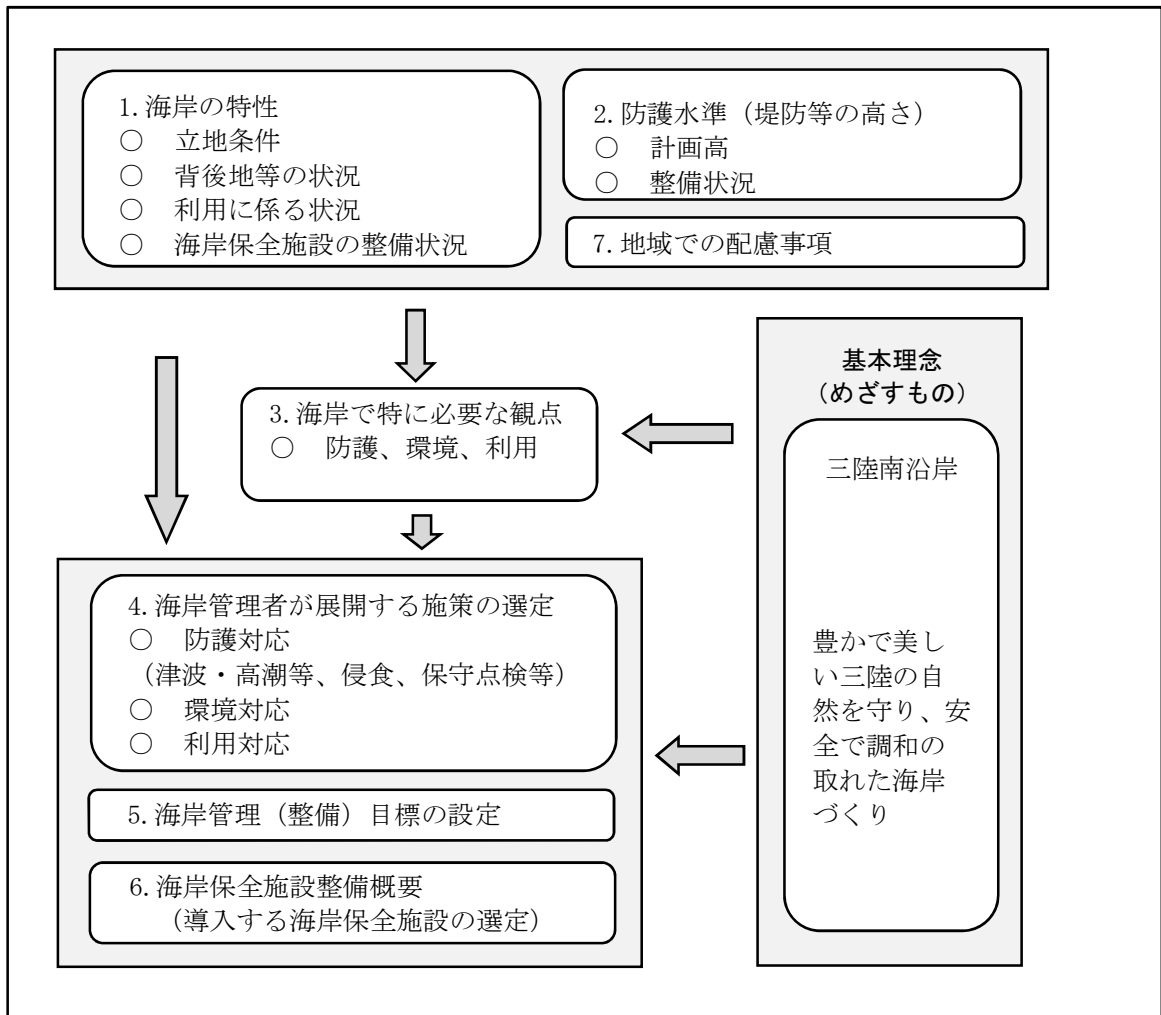 1.海岸の特性
○　立地条件
○　背後地等の状況
○　利用に係る状況
○　海岸保全施設の整備状況
2.防護水準（堤防等の高さ）
○　計画高
○　整備状況
7.地域での配慮事項
3.海岸で特に必要な観点
○　防護、環境、利用
4.海岸管理者が展開する施策の選定
○　防護対応
（津波・高潮等、侵食、保守点検等）
○　環境対応
○　利用対応
5.海岸管理（整備）目標の設定
6.海岸保全施設整備概要
（導入する海岸保全施設の選定）
基本理念
（めざすもの）
三陸南沿岸
豊かで美し
い三陸の自
然を守り、安
全で調和の
取れた海岸
づくり